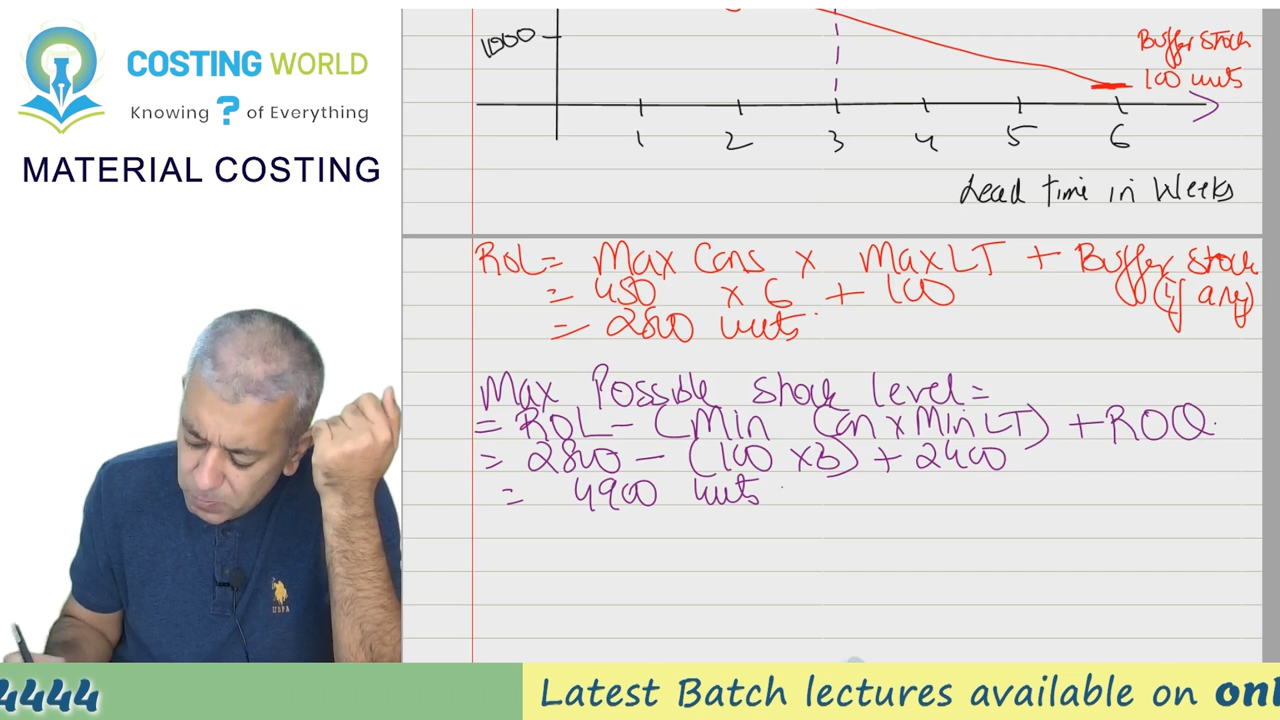 COSTING WORLD
Knowing ? of Everything
MATERIAL COSTING
1000
Buffer stock
100 units
1 2 3 4 5 6
Lead time in Weeks
ROL = Max Cons x Max LT + Buffer stock
= 450 x 6 + 100 (if any)
= 2800 units
Max Possible stock level =
= ROL - (Min Con x Min LT) + ROQ
= 2800 - (100 x 3) + 2400
= 4900 units
USPA
4444
Latest Batch lectures available on onl